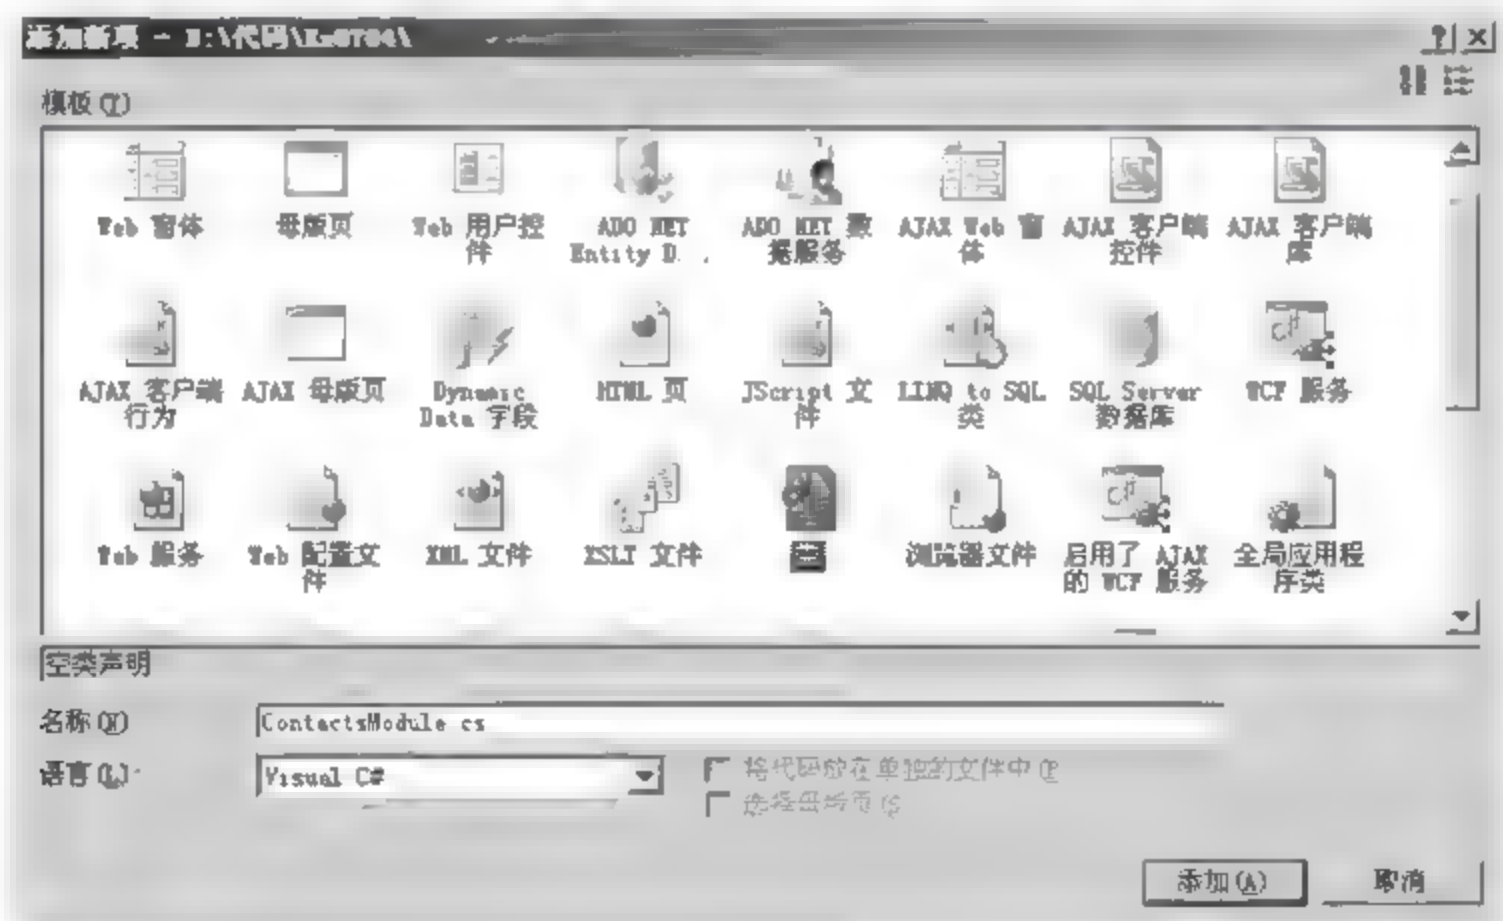 添加新项 - D:\代码\Ex0704\
模板(T)
Web 窗体 母版页 Web 用户控 ADO NET ADO NET 数 AJAX Web 窗 AJAX 客户端 AJAX 客户端
件 Entity D. . 据服务 体 控件 库
AJAX 客户端 AJAX 母版页 Dynamic HTML 页 JScript 文 LINQ to SQL SQL Server WCF 服务
行为 Data 字段 件 类 数据库
Web 服务 Web 配置文 XML 文件 XSLT 文件 浏览器文件 启用了 AJAX 全局应用程
件 的 WCF 服务 序类
空类声明
名称(N) ContactsModule cs
语言(L) Visual C# 将代码放在单独的文件中(P
选择母版页(S
添加(A) 取消